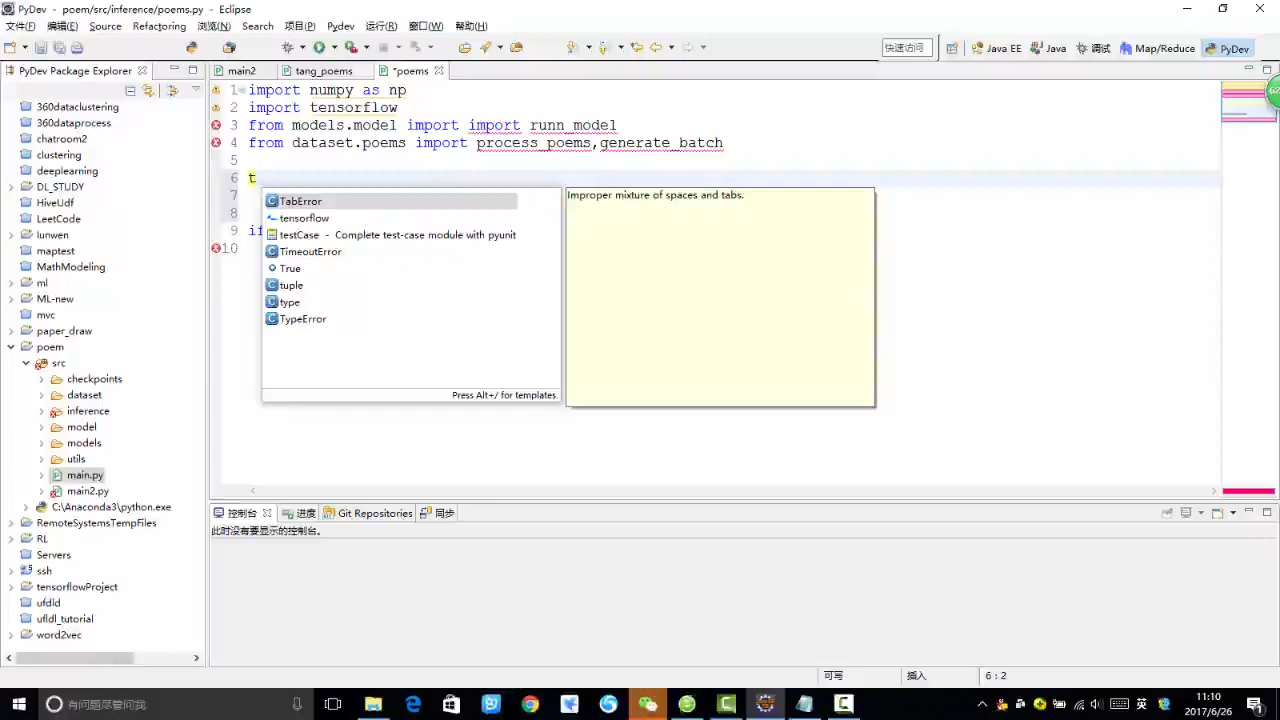 PyDev - poem/src/inference/poems.py - Eclipse
文件(F) 编辑(E) Source Refactoring 浏览(N) Search 项目(P) Pydev 运行(R) 窗口(W) 帮助(H)
快速访问 Java EE Java 调试 Map/Reduce PyDev
PyDev Package Explorer
main2 tang_poems *poems
360dataclustering
360dataprocess
chatroom2
clustering
deeplearning
DL_STUDY
HiveUdf
LeetCode
lunwen
maptest
MathModeling
ml
ML-new
mvc
paper_draw
poem
src
checkpoints
dataset
inference
model
models
utils
main.py
main2.py
C:\Anaconda3\python.exe
RemoteSystemsTempFiles
RL
Servers
ssh
tensorflowProject
ufdld
ufldl_tutorial
word2vec
1 import numpy as np
2 import tensorflow
3 from models.model import import runn_model
4 from dataset.poems import process_poems,generate_batch
5
6 t
7
8
9 if
10
TabError
tensorflow
testCase - Complete test-case module with pyunit
TimeoutError
True
tuple
type
TypeError
Press Alt+/ for templates.
Improper mixture of spaces and tabs.
62
控制台 进度 Git Repositories 同步
此时没有要显示的控制台。
可写 插入 6 : 2
有问题尽管问我
英
11:10
2017/6/26